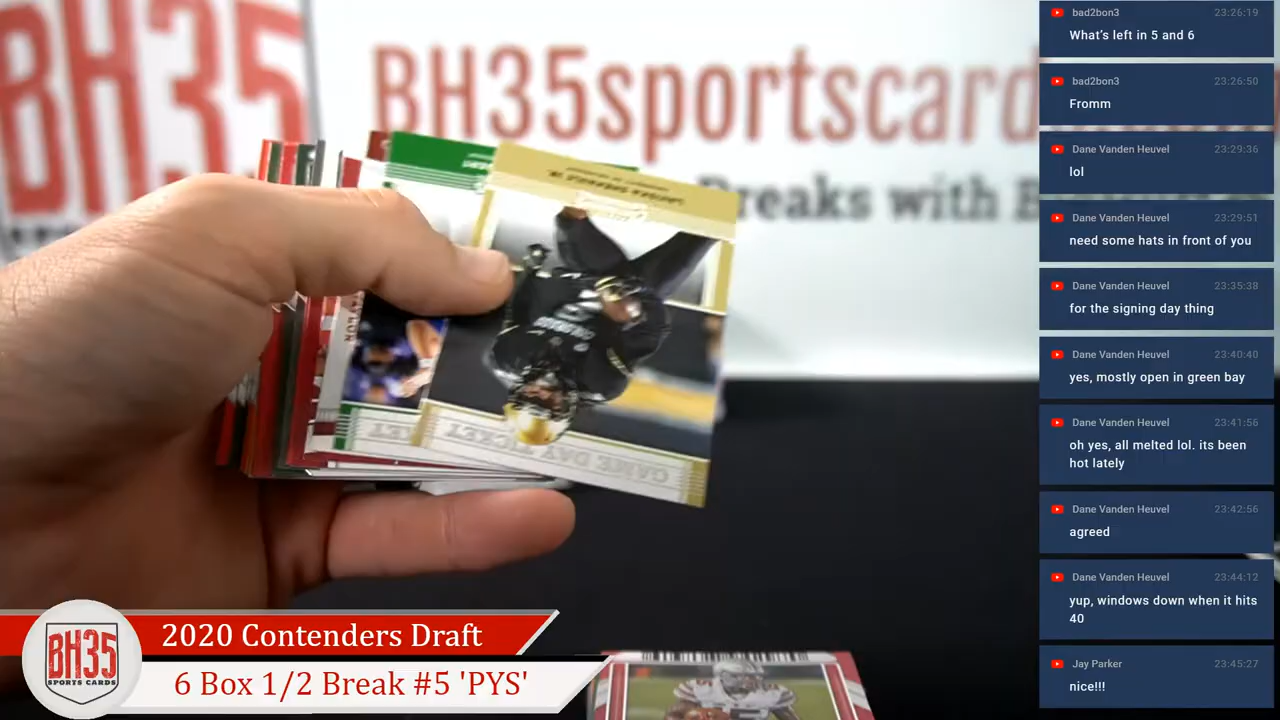 BH35
BH35sportscard
Breaks with B
GAME DAY TICKET
LAVISKA SHENAULT JR.
COLORADO
bad2bon3 23:26:19
What's left in 5 and 6
bad2bon3 23:26:50
Fromm
Dane Vanden Heuvel 23:29:36
lol
Dane Vanden Heuvel 23:29:51
need some hats in front of you
Dane Vanden Heuvel 23:35:38
for the signing day thing
Dane Vanden Heuvel 23:40:40
yes, mostly open in green bay
Dane Vanden Heuvel 23:41:56
oh yes, all melted lol. its been
hot lately
Dane Vanden Heuvel 23:42:56
agreed
Dane Vanden Heuvel 23:44:12
yup, windows down when it hits
40
Jay Parker 23:45:27
nice!!!
BH35
SPORTS CARDS
2020 Contenders Draft
6 Box 1/2 Break #5 'PYS'